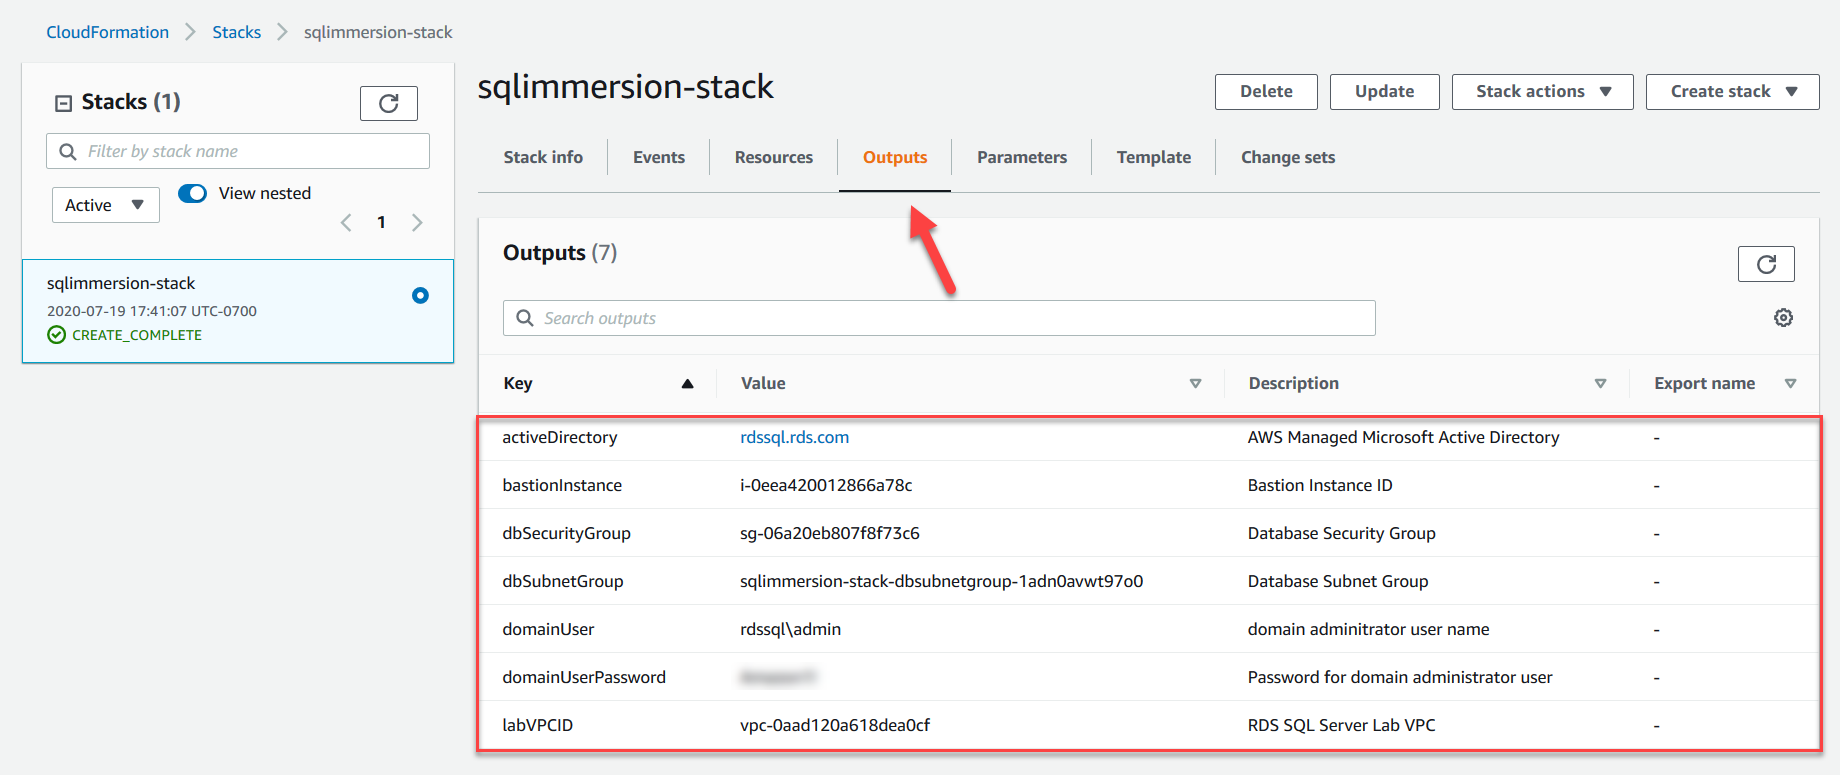 CloudFormation > Stacks > sqlimmersion-stack
Stacks (1)
Filter by stack name
Active
View nested
1
sqlimmersion-stack
2020-07-19 17:41:07 UTC-0700
CREATE_COMPLETE
sqlimmersion-stack
Delete
Update
Stack actions
Create stack
Stack info
Events
Resources
Outputs
Parameters
Template
Change sets
Outputs (7)
Search outputs
Key Value Description Export name
activeDirectory rdssql.rds.com AWS Managed Microsoft Active Directory -
bastionInstance i-0eea420012866a78c Bastion Instance ID -
dbSecurityGroup sg-06a20eb807f8f73c6 Database Security Group -
dbSubnetGroup sqlimmersion-stack-dbsubnetgroup-1adn0avwt97o0 Database Subnet Group -
domainUser rdssql\admin domain adminitrator user name -
domainUserPassword Password for domain administrator user -
labVPCID vpc-0aad120a618dea0cf RDS SQL Server Lab VPC -